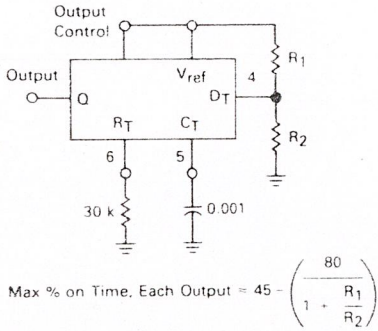 Output
Control
Output
Q
Vref
4
DT
RT
CT
6
5
R1
R2
30 k
0.001
Max % on Time, Each Output = 45 - ( 80 / 1 + R1 / R2 )